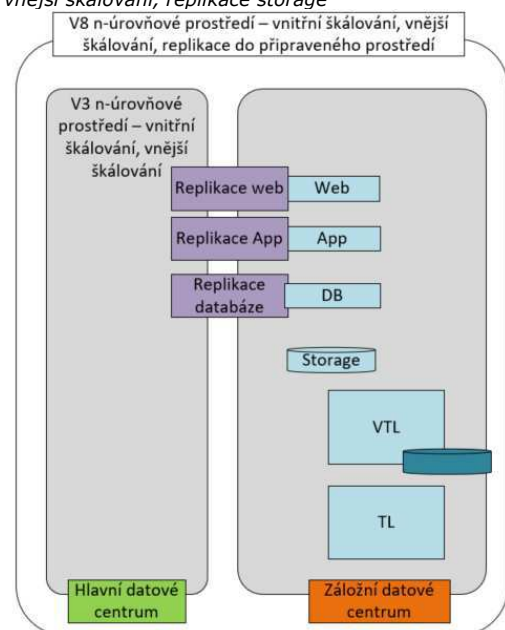 vnější škálování, replikace storage
V8 n-úrovňové prostředí – vnitřní škálování, vnější
škálování, replikace do připraveného prostředí
V3 n-úrovňové
prostředí – vnitřní
škálování, vnější
škálování
Replikace web
Web
Replikace App
App
Replikace
databáze
DB
Storage
VTL
TL
Hlavní datové
centrum
Záložní datové
centrum